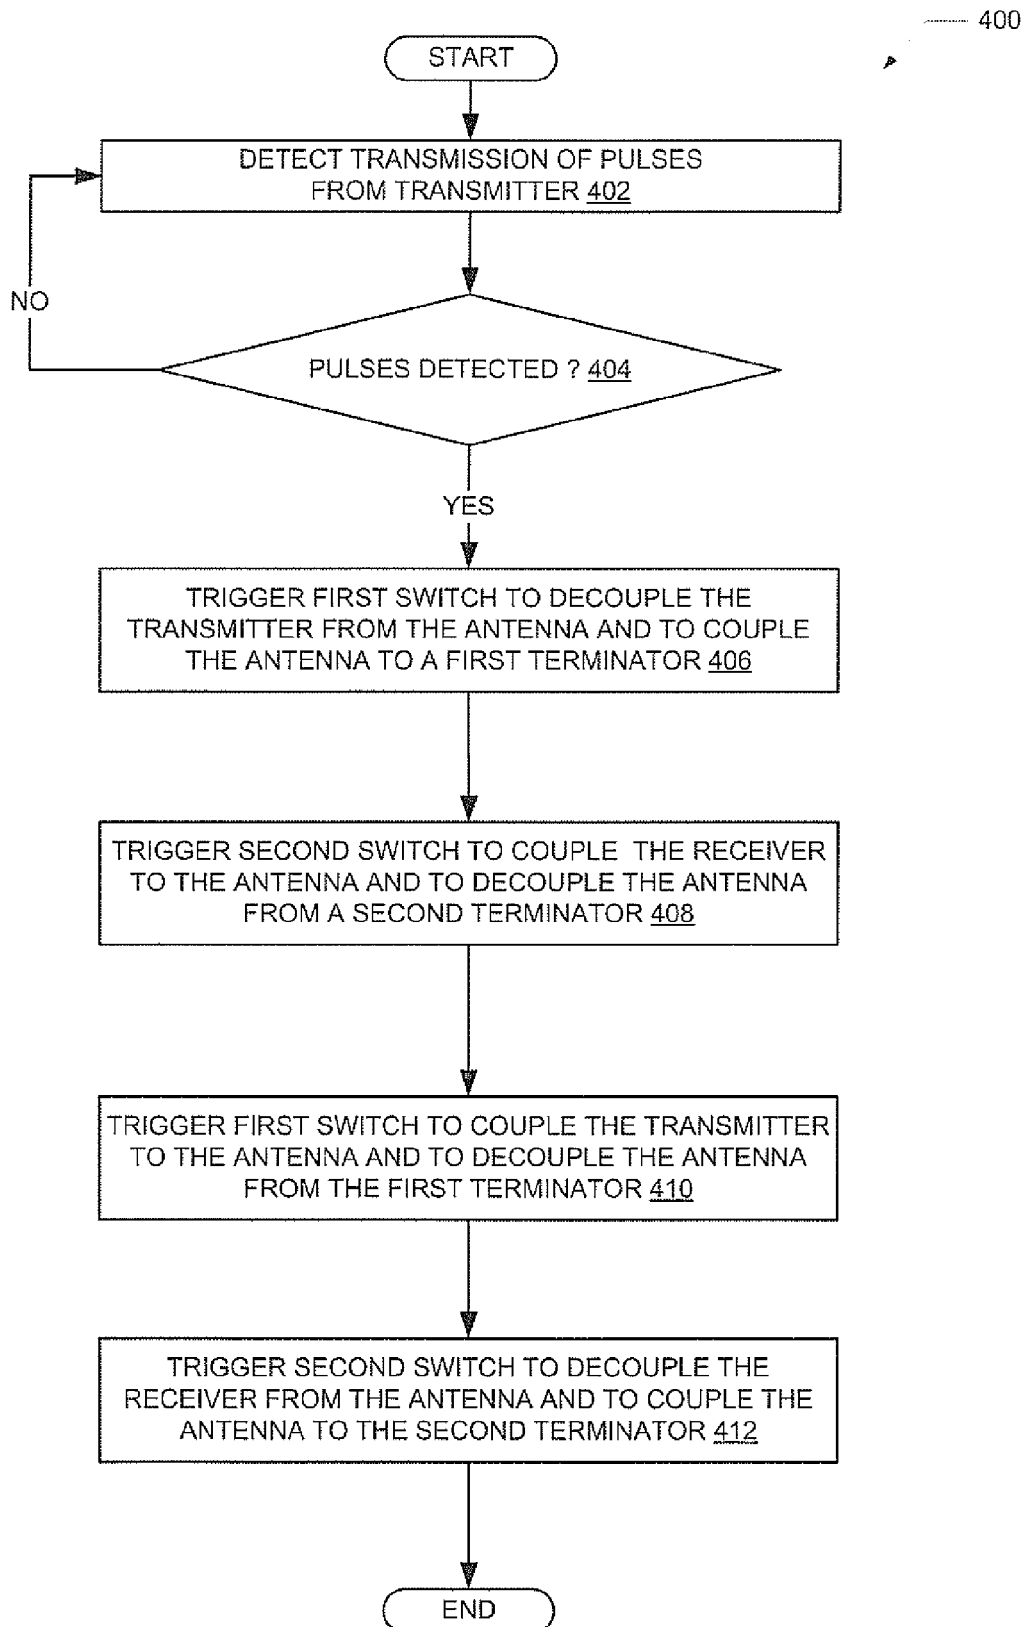 400
START
DETECT TRANSMISSION OF PULSES
FROM TRANSMITTER 402
NO
PULSES DETECTED ? 404
YES
TRIGGER FIRST SWITCH TO DECOUPLE THE
TRANSMITTER FROM THE ANTENNA AND TO COUPLE
THE ANTENNA TO A FIRST TERMINATOR 406
TRIGGER SECOND SWITCH TO COUPLE THE RECEIVER
TO THE ANTENNA AND TO DECOUPLE THE ANTENNA
FROM A SECOND TERMINATOR 408
TRIGGER FIRST SWITCH TO COUPLE THE TRANSMITTER
TO THE ANTENNA AND TO DECOUPLE THE ANTENNA
FROM THE FIRST TERMINATOR 410
TRIGGER SECOND SWITCH TO DECOUPLE THE
RECEIVER FROM THE ANTENNA AND TO COUPLE THE
ANTENNA TO THE SECOND TERMINATOR 412
END